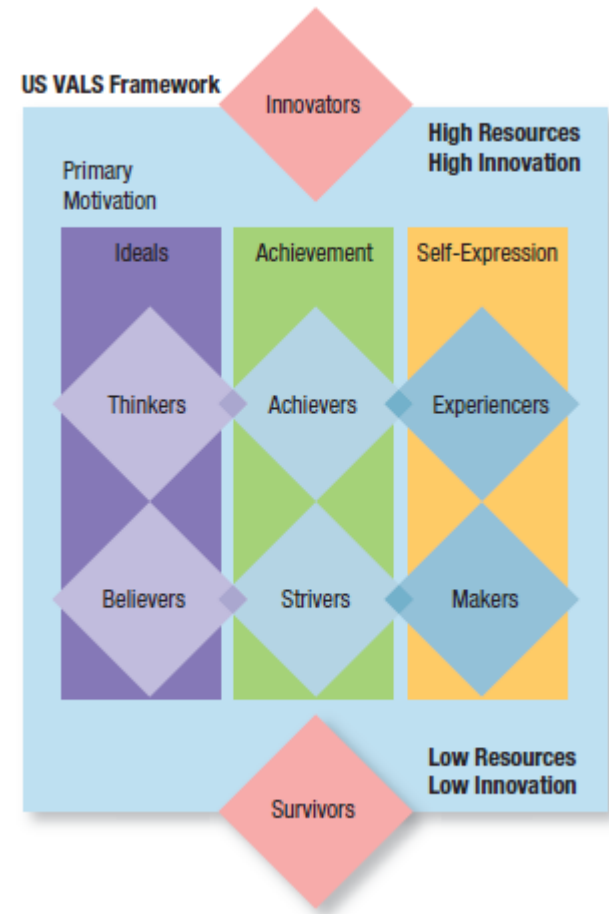 US VALS Framework
Innovators
High Resources
High Innovation
Primary
Motivation
Ideals
Achievement
Self-Expression
Thinkers
Achievers
Experiencers
Believers
Strivers
Makers
Low Resources
Low Innovation
Survivors